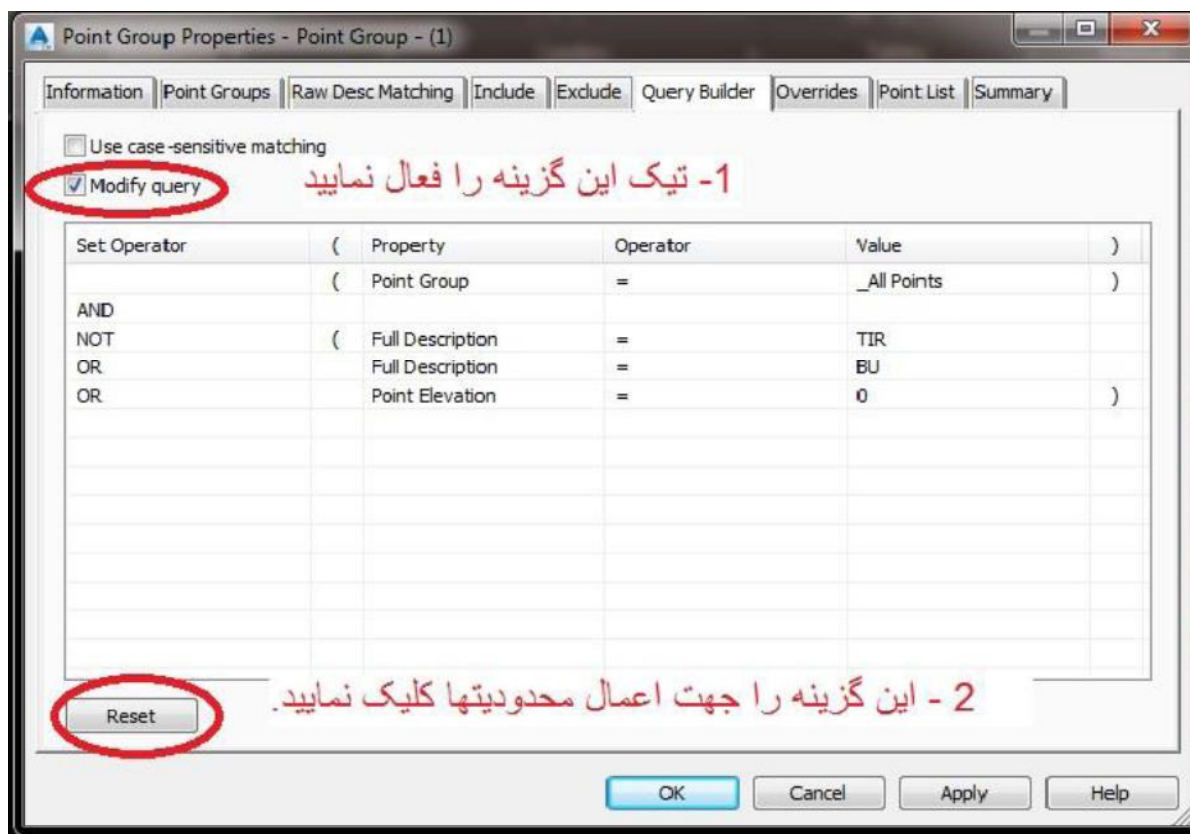 Point Group Properties - Point Group - (1)
Information Point Groups Raw Desc Matching Include Exclude Query Builder Overrides Point List Summary
Use case-sensitive matching
Modify query
1- تیک این گزینه را فعال نمایید
Set Operator ( Property Operator Value )
( Point Group = _All Points )
AND
NOT ( Full Description = TIR
OR Full Description = BU
OR Point Elevation = 0 )
2 - این گزینه را جهت اعمال محدودیتها کلیک نمایید.
Reset
OK Cancel Apply Help